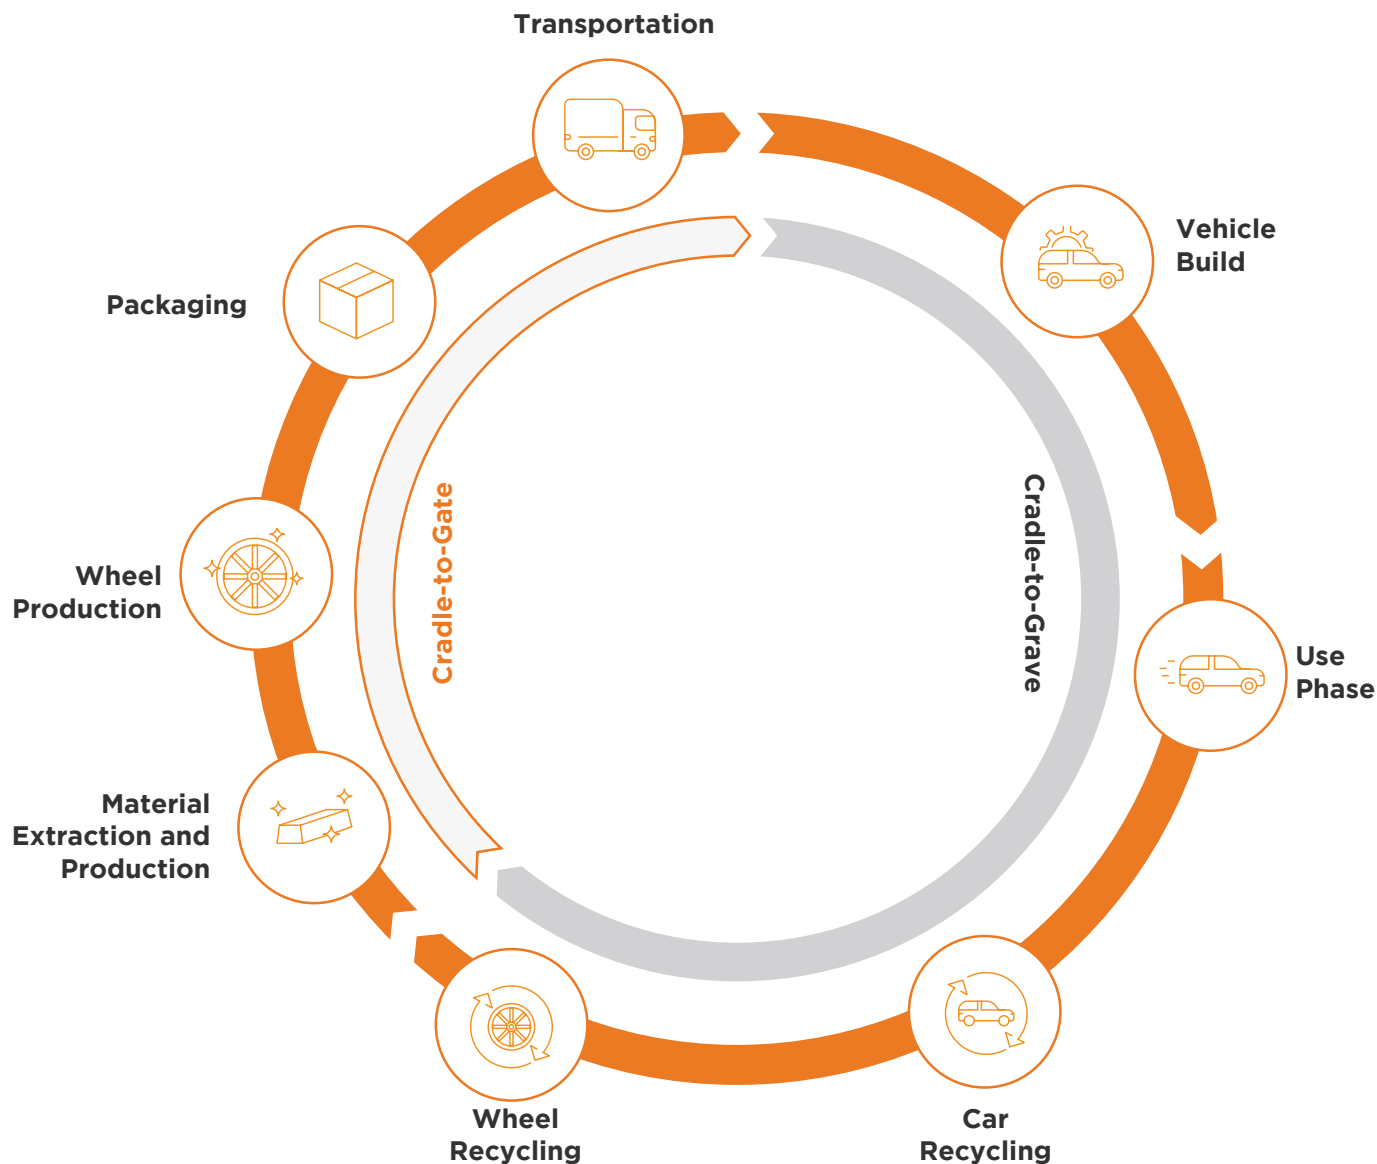 Transportation
Vehicle
Build
Packaging
Cradle-to-Gate
Cradle-to-Grave
Wheel
Production
Use
Phase
Material
Extraction and
Production
Wheel
Recycling
Car
Recycling